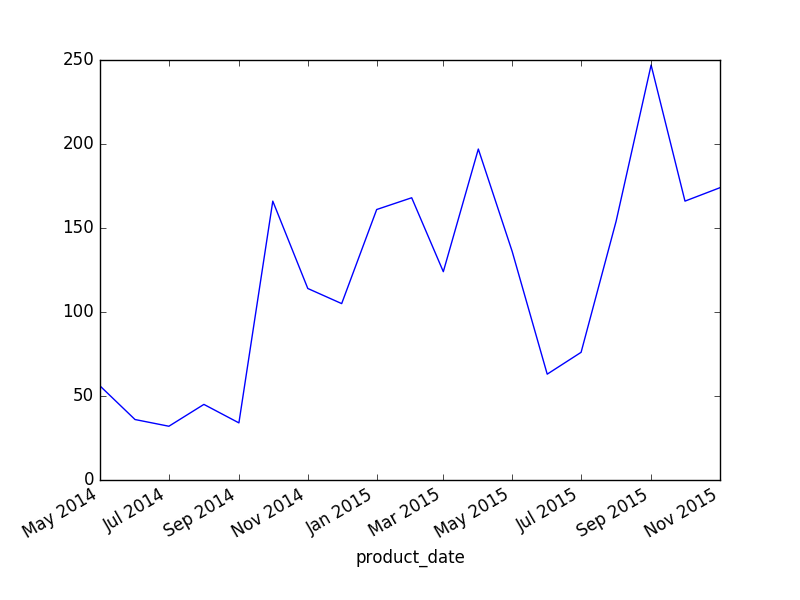 250
200
150
100
50
0
May 2014
Jul 2014
Sep 2014
Nov 2014
Jan 2015
Mar 2015
May 2015
Jul 2015
Sep 2015
Nov 2015
product_date